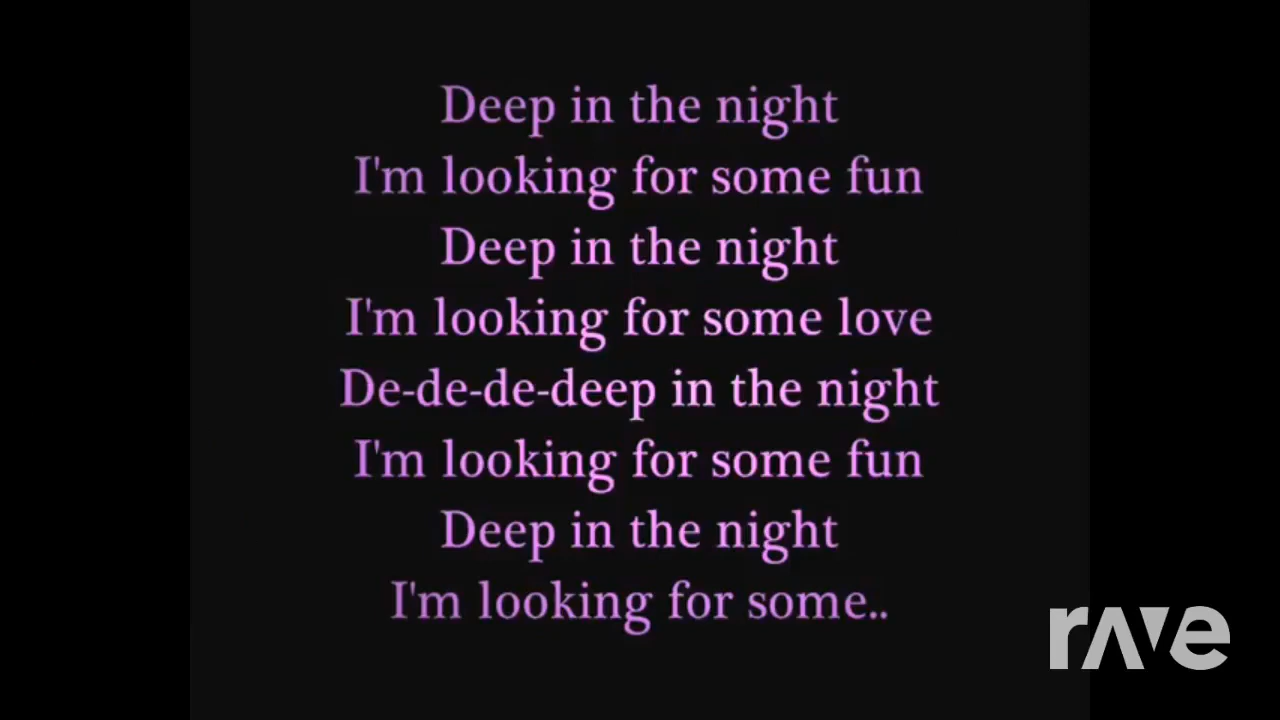 Deep in the night
I'm looking for some fun
Deep in the night
I'm looking for some love
De-de-de-deep in the night
I'm looking for some fun
Deep in the night
I'm looking for some..
rave